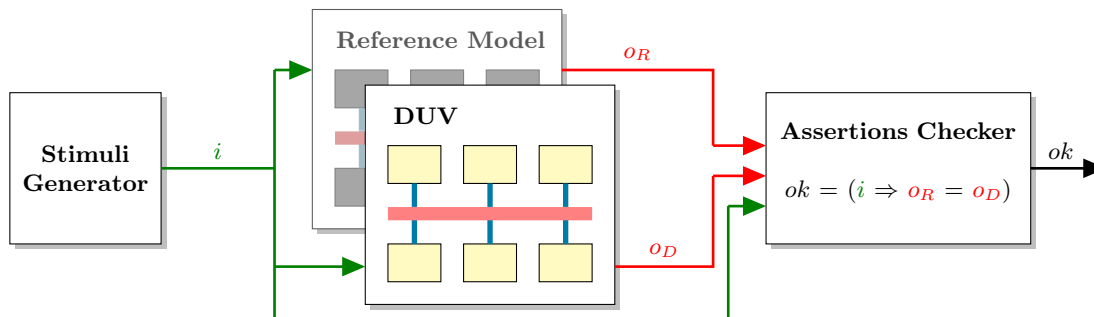 Reference Model
o_R
DUV
Stimuli
Generator
i
Assertions Checker
ok = (i ⇒ o_R = o_D)
ok
o_D